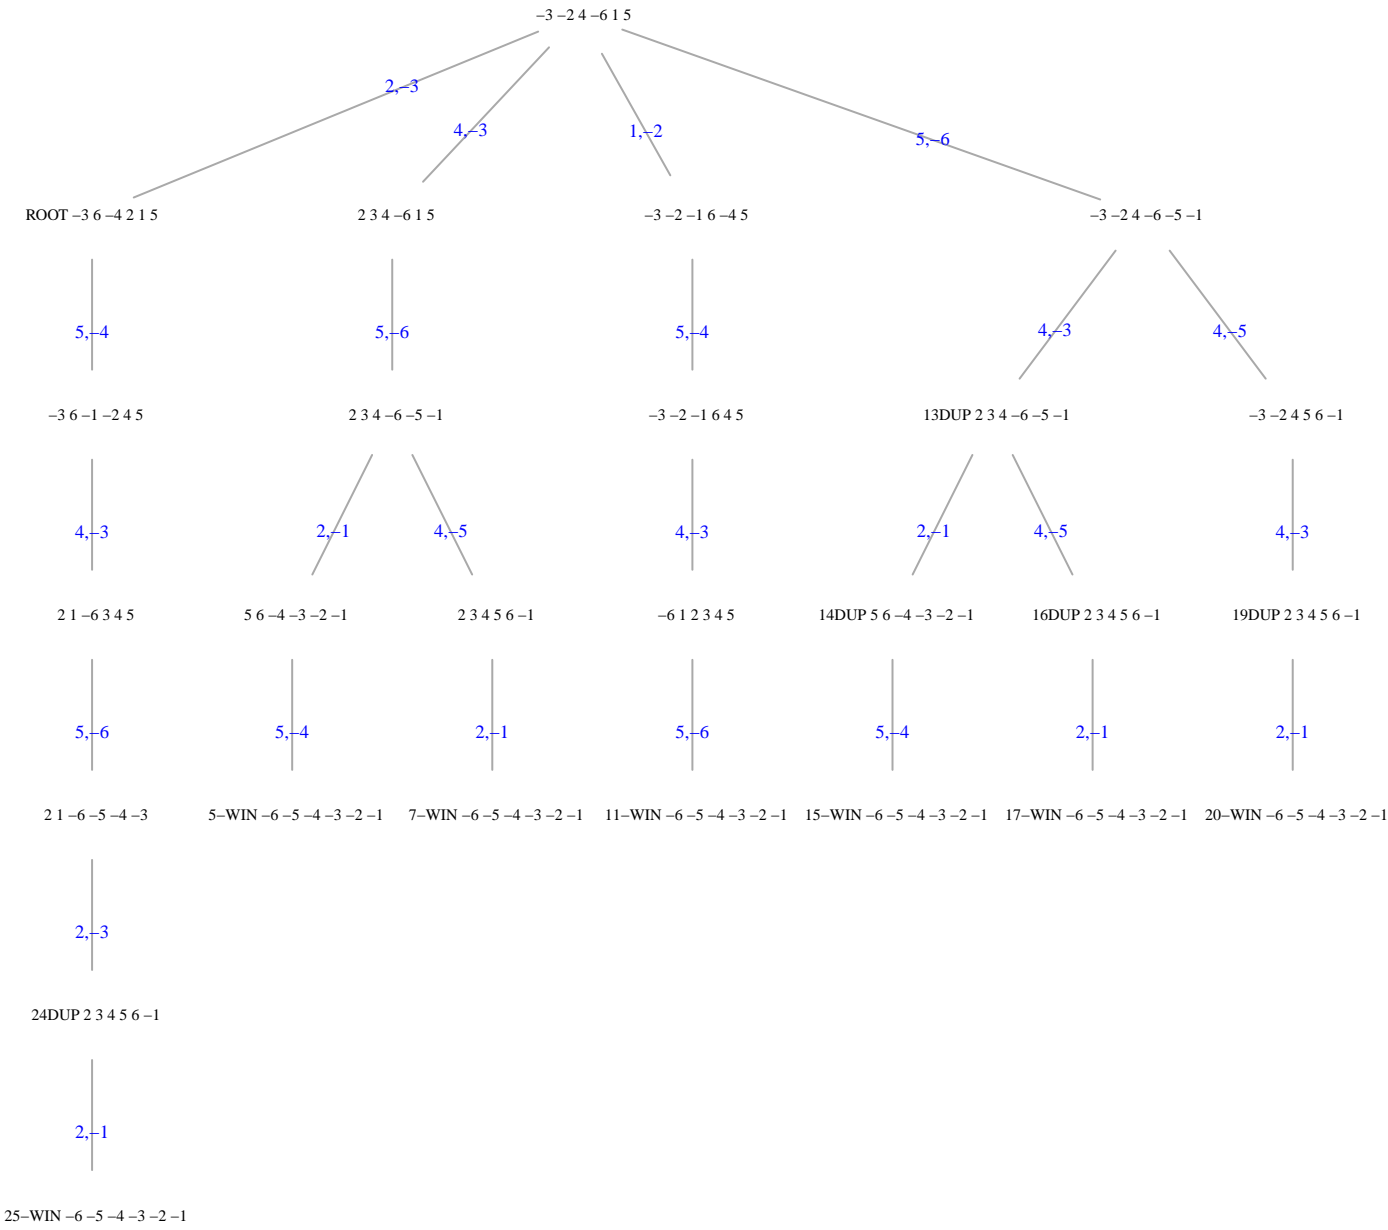 −3 −2 4 −6 1 5
2,−3
4,−3
1,−2
5,−6
ROOT −3 6 −4 2 1 5
2 3 4 −6 1 5
−3 −2 −1 6 −4 5
−3 −2 4 −6 −5 −1
5,−4
5,−6
5,−4
4,−3
4,−5
−3 6 −1 −2 4 5
2 3 4 −6 −5 −1
−3 −2 −1 6 4 5
13DUP 2 3 4 −6 −5 −1
−3 −2 4 5 6 −1
4,−3
2,−1
4,−5
4,−3
2,−1
4,−5
4,−3
2 1 −6 3 4 5
5 6 −4 −3 −2 −1
2 3 4 5 6 −1
−6 1 2 3 4 5
14DUP 5 6 −4 −3 −2 −1
16DUP 2 3 4 5 6 −1
19DUP 2 3 4 5 6 −1
5,−6
5,−4
2,−1
5,−6
5,−4
2,−1
2,−1
2 1 −6 −5 −4 −3
5−WIN −6 −5 −4 −3 −2 −1
7−WIN −6 −5 −4 −3 −2 −1
11−WIN −6 −5 −4 −3 −2 −1
15−WIN −6 −5 −4 −3 −2 −1
17−WIN −6 −5 −4 −3 −2 −1
20−WIN −6 −5 −4 −3 −2 −1
2,−3
24DUP 2 3 4 5 6 −1
2,−1
25−WIN −6 −5 −4 −3 −2 −1